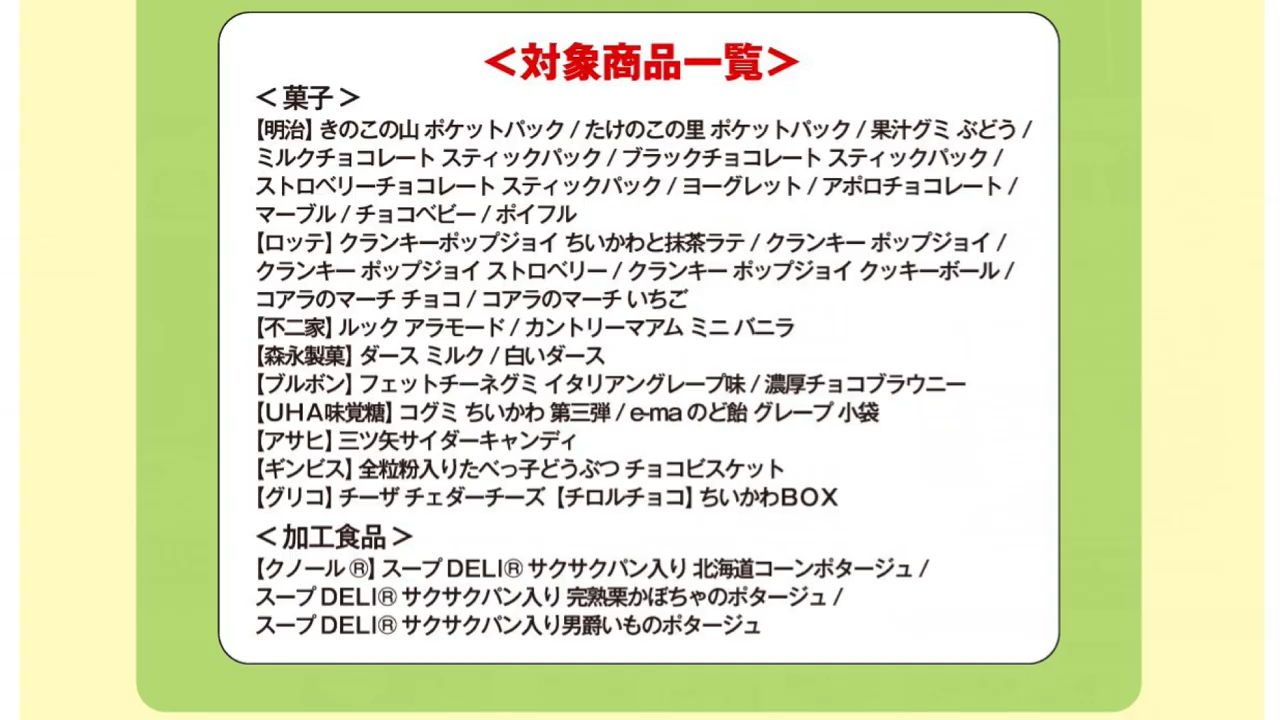 ＜対象商品一覧＞
＜菓子＞
【明治】きのこの山 ポケットパック / たけのこの里 ポケットパック / 果汁グミ ぶどう /
ミルクチョコレート スティックパック / ブラックチョコレート スティックパック /
ストロベリーチョコレート スティックパック / ヨーグレット / アポロチョコレート /
マーブル / チョコベビー / ポイフル
【ロッテ】クランキーポップジョイ ちいかわと抹茶ラテ / クランキー ポップジョイ /
クランキー ポップジョイ ストロベリー / クランキー ポップジョイ クッキーボール /
コアラのマーチ チョコ / コアラのマーチ いちご
【不二家】ルック アラモード / カントリーマアム ミニ バニラ
【森永製菓】ダース ミルク / 白いダース
【ブルボン】フェットチーネグミ イタリアングレープ味 / 濃厚チョコブラウニー
【UHA味覚糖】コグミ ちいかわ 第三弾 / e-maのど飴 グレープ 小袋
【アサヒ】三ツ矢サイダーキャンディ
【ギンビス】全粒粉入りたべっ子どうぶつ チョコビスケット
【グリコ】チーザ チェダーチーズ 【チロルチョコ】ちいかわBOX
＜加工食品＞
【クノール®】スープDELI® サクサクパン入り 北海道コーンポタージュ /
スープDELI® サクサクパン入り 完熟栗かぼちゃのポタージュ /
スープDELI® サクサクパン入り男爵いものポタージュ